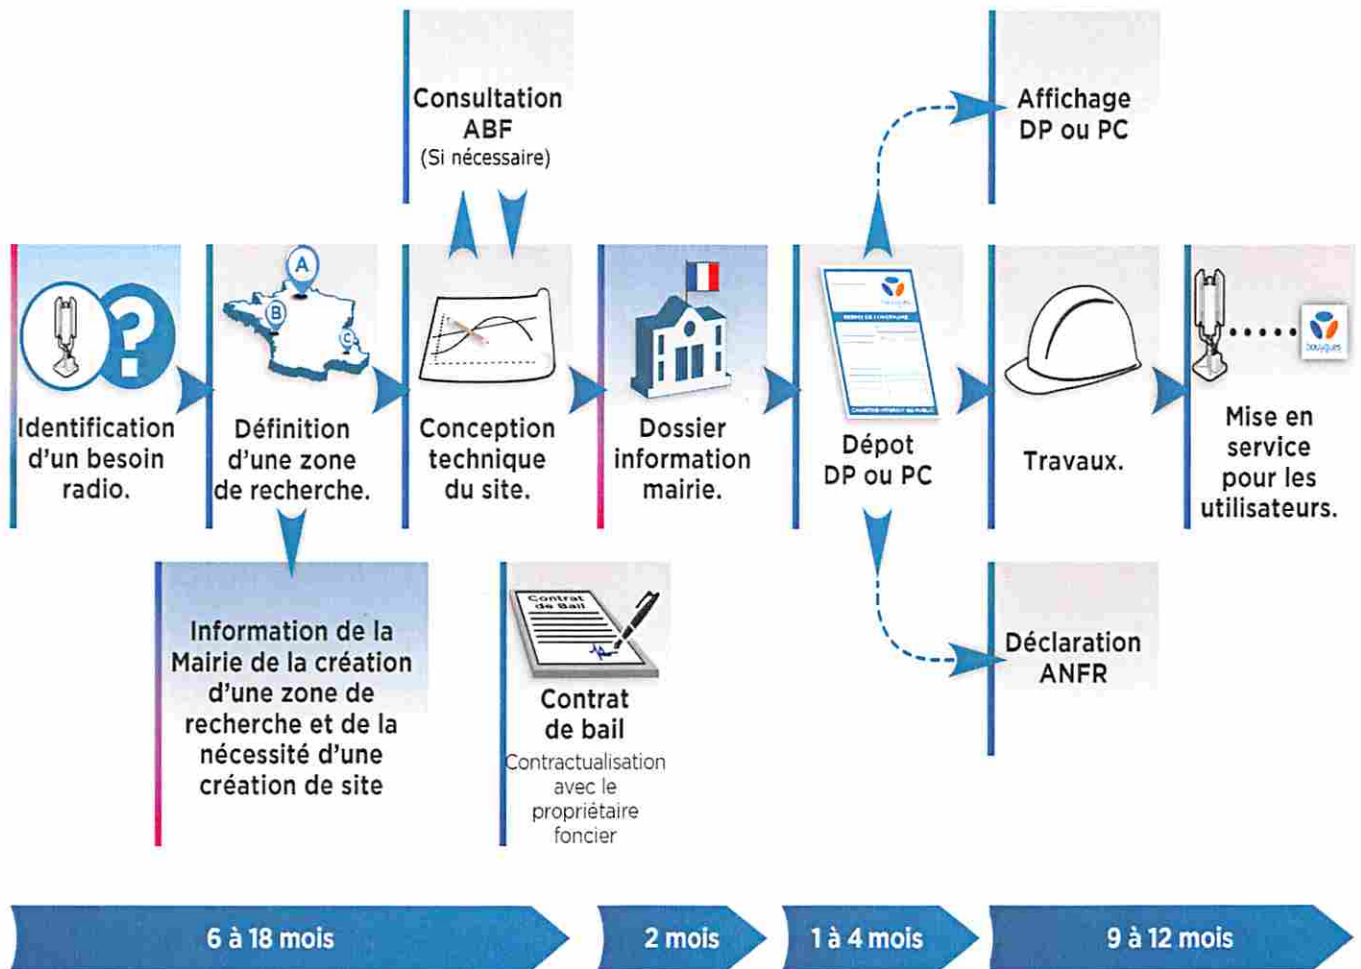 Consultation
ABF
(Si nécessaire)
Affichage
DP ou PC
Identification
d'un besoin
radio.
A
B
C
Définition
d'une zone
de recherche.
Conception
technique
du site.
Dossier
information
mairie.
bouygues
Dépot
DP ou PC
Travaux.
bouygues
Mise en
service
pour les
utilisateurs.
Information de la
Mairie de la création
d'une zone de
recherche et de la
nécessité d'une
création de site
Contrat
de Bail
Contrat
de bail
Contractualisation
avec le
propriétaire
foncier
Déclaration
ANFR
6 à 18 mois
2 mois
1 à 4 mois
9 à 12 mois